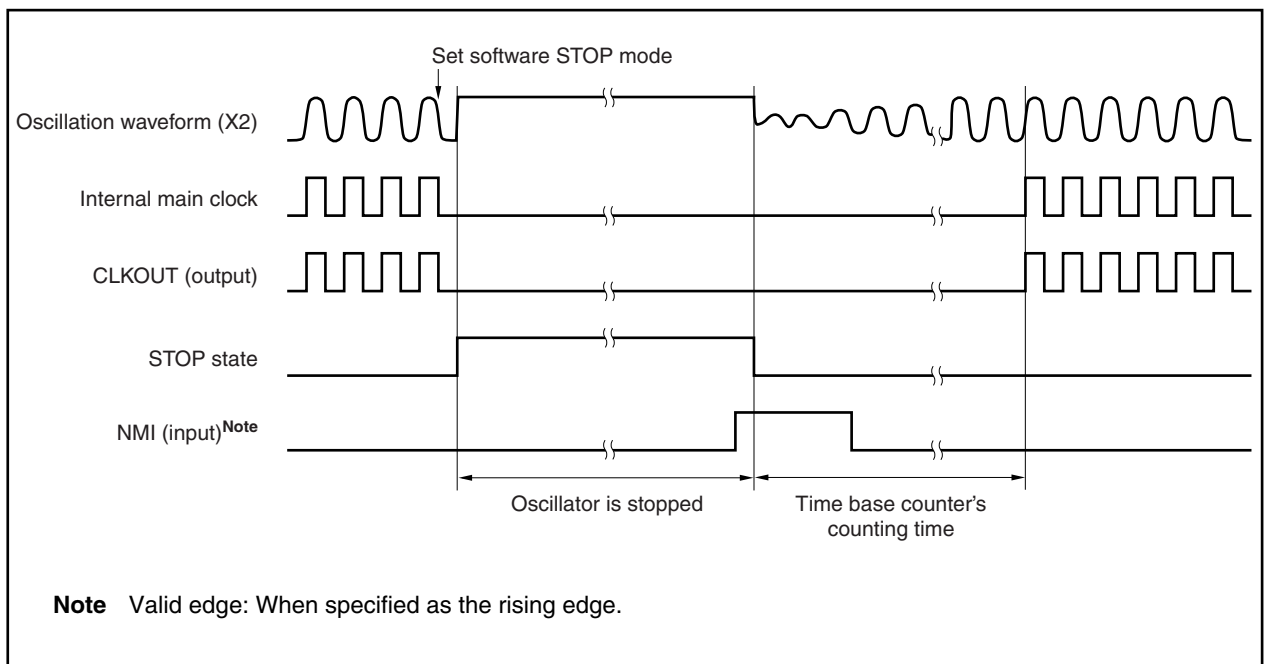 Set software STOP mode
Oscillation waveform (X2)
Internal main clock
CLKOUT (output)
STOP state
NMI (input)Note
Oscillator is stopped
Time base counter's
counting time
Note Valid edge: When specified as the rising edge.